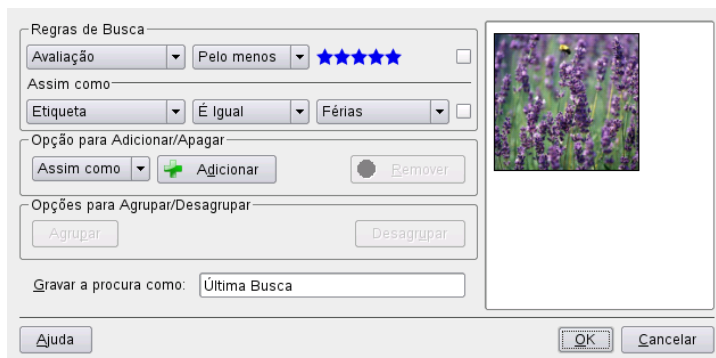 Regras de Busca
Avaliação Pelo menos
Assim como
Etiqueta É Igual Férias
Opção para Adicionar/Apagar
Assim como Adicionar Remover
Opções para Agrupar/Desagrupar
Agrupar Desagrupar
Gravar a procura como: Última Busca
Ajuda OK Cancelar